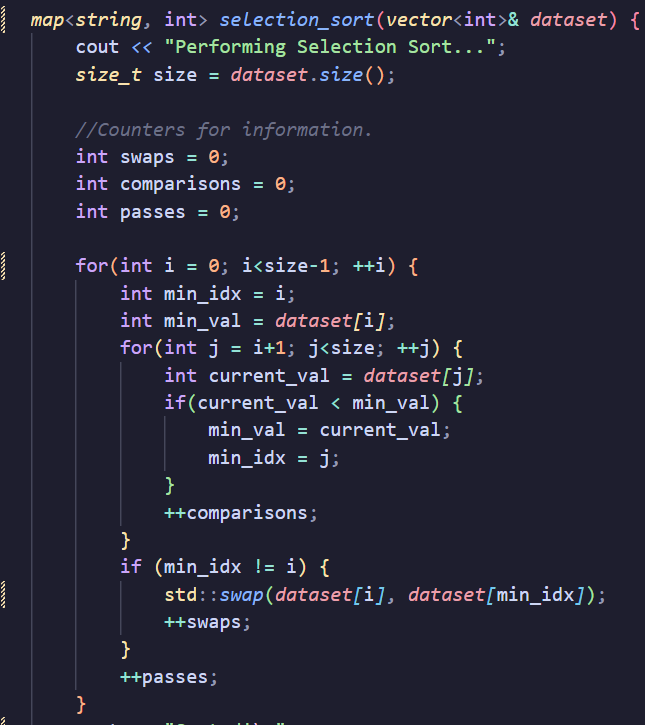 map<string, int> selection_sort(vector<int>& dataset) {
cout << "Performing Selection Sort...";
size_t size = dataset.size();
//Counters for information.
int swaps = 0;
int comparisons = 0;
int passes = 0;
for(int i = 0; i<size-1; ++i) {
int min_idx = i;
int min_val = dataset[i];
for(int j = i+1; j<size; ++j) {
int current_val = dataset[j];
if(current_val < min_val) {
min_val = current_val;
min_idx = j;
}
++comparisons;
}
if (min_idx != i) {
std::swap(dataset[i], dataset[min_idx]);
++swaps;
}
++passes;
}